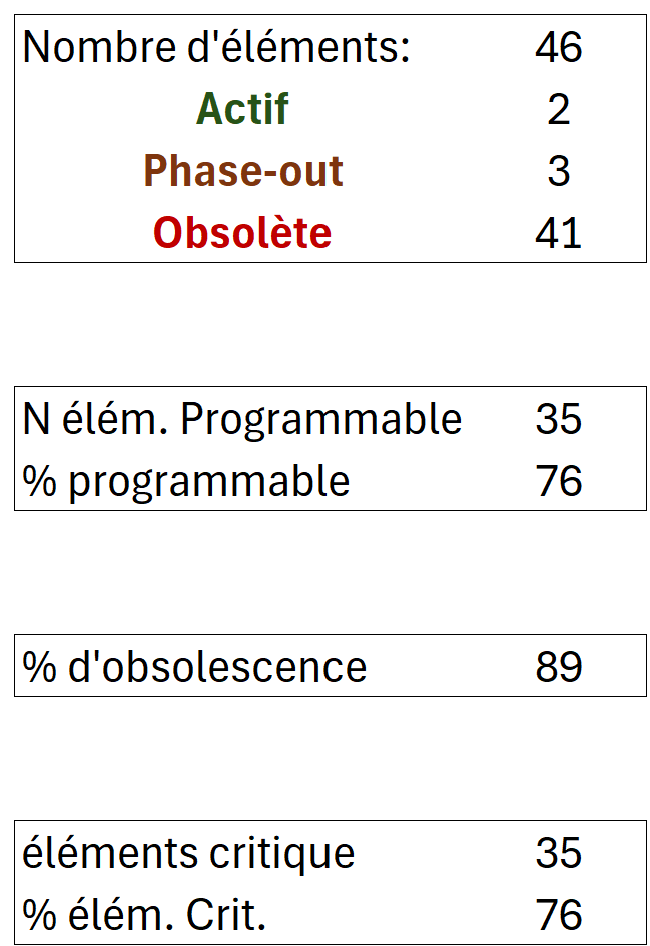 Nombre d'éléments: 46
Actif 2
Phase-out 3
Obsolète 41
N élém. Programmable 35
% programmable 76
% d'obsolescence 89
éléments critique 35
% élém. Crit. 76